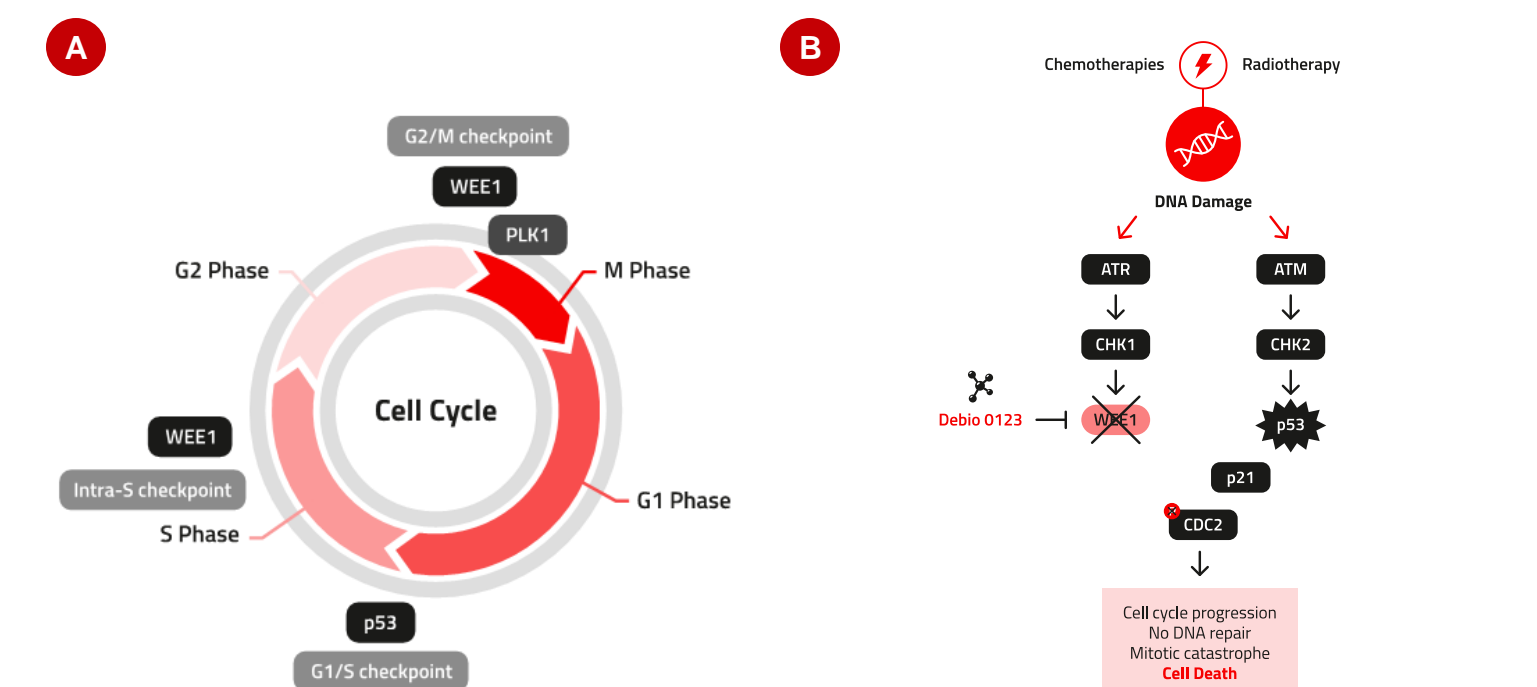 A
G2/M checkpoint
WEE1
PLK1
G2 Phase
M Phase
Cell Cycle
WEE1
Intra-S checkpoint
S Phase
G1 Phase
p53
G1/S checkpoint
B
Chemotherapies
Radiotherapy
DNA Damage
ATR
ATM
CHK1
CHK2
Debio 0123
WEE1
p53
p21
CDC2
Cell cycle progression
No DNA repair
Mitotic catastrophe
Cell Death